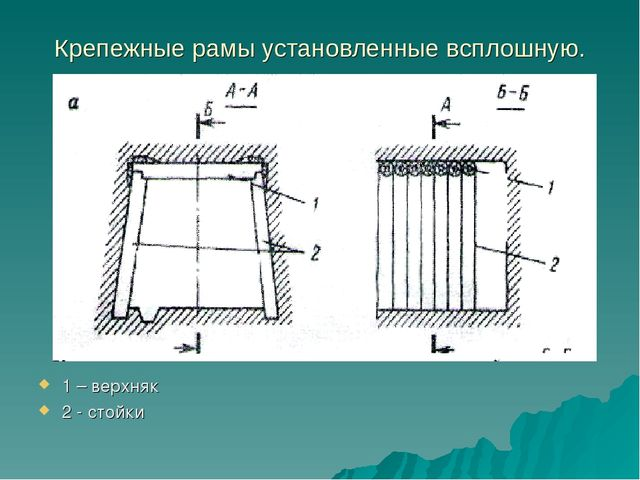 Крепежные рамы установленные всплошную.
а А-А Б А Б-Б
1 1
2 2
1 – верхняк
2 - стойки